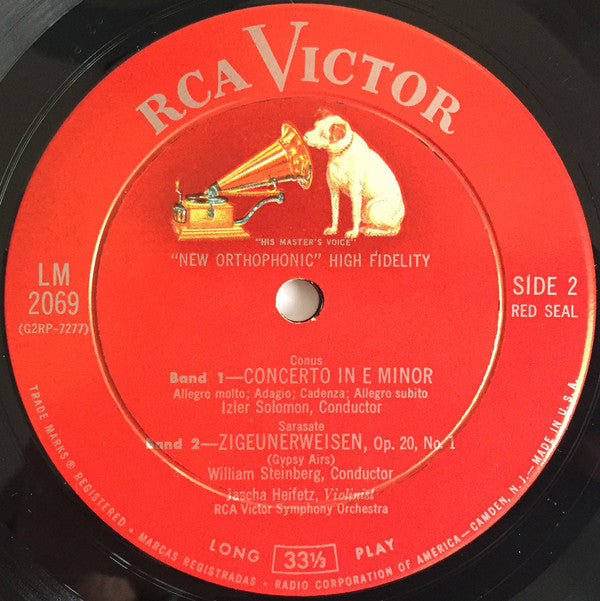 RCA VICTOR
"HIS MASTER'S VOICE"
"NEW ORTHOPHONIC" HIGH FIDELITY
LM
2069
(G2RP-7277)
SIDE 2
RED SEAL
Conus
Band 1—CONCERTO IN E MINOR
Allegro molto; Adagio; Cadenza; Allegro subito
Izler Solomon, Conductor
Sarasate
Band 2—ZIGEUNERWEISEN, Op. 20, No. 1
(Gypsy Airs)
William Steinberg, Conductor
Jascha Heifetz, Violinist
RCA Victor Symphony Orchestra
LONG 33⅓ PLAY
TRADE MARKS® REGISTERED • MARCAS REGISTRADAS • RADIO CORPORATION OF AMERICA—CAMDEN, N.J.—MADE IN U.S.A.